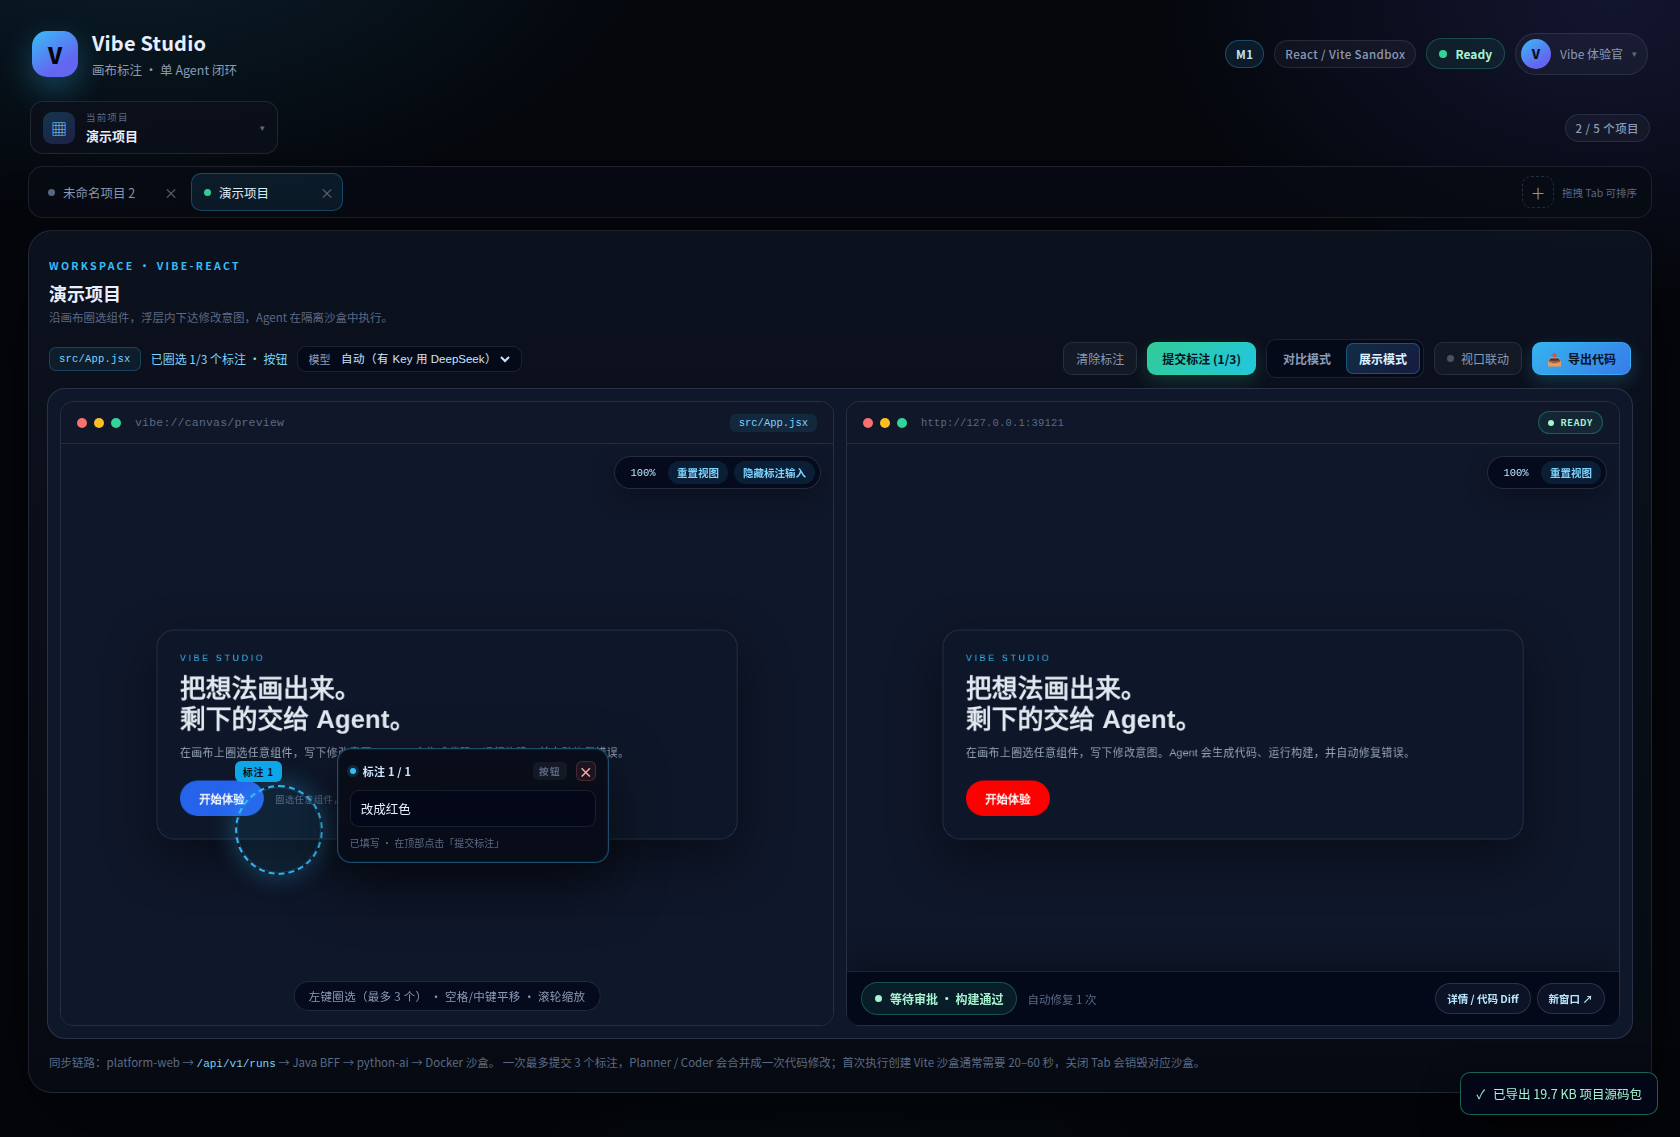 V
Vibe Studio
画布标注 · 单 Agent 闭环
M1
React / Vite Sandbox
Ready
V
Vibe 体验官
当前项目
演示项目
2 / 5 个项目
未命名项目 2
演示项目
拖拽 Tab 可排序
WORKSPACE · VIBE-REACT
演示项目
沿画布圈选组件，浮层内下达修改意图，Agent 在隔离沙盒中执行。
src/App.jsx
已圈选 1/3 个标注 · 按钮
模型
自动（有 Key 用 DeepSeek）
清除标注
提交标注 (1/3)
对比模式
展示模式
视口联动
导出代码
vibe://canvas/preview
src/App.jsx
100%
重置视图
隐藏标注输入
VIBE STUDIO
把想法画出来。
剩下的交给 Agent。
在画布上圈选任意组件，写下修
错误。
标注 1
开始体验
圈选任意组件，
标注 1 / 1
按钮
改成红色
已填写 · 在顶部点击「提交标注」
左键圈选（最多 3 个） · 空格/中键平移 · 滚轮缩放
http://127.0.0.1:39121
READY
100%
重置视图
VIBE STUDIO
把想法画出来。
剩下的交给 Agent。
在画布上圈选任意组件，写下修改意图。Agent 会生成代码、运行构建，并自动修复错误。
开始体验
等待审批 · 构建通过
自动修复 1 次
详情 / 代码 Diff
新窗口 ↗
同步链路：platform-web → /api/v1/runs → Java BFF → python-ai → Docker 沙盒。 一次最多提交 3 个标注，Planner / Coder 会合并成一次代码修改；首次执行创建 Vite 沙盒通常需要 20–60 秒，关闭 Tab 会销毁对应沙盒。
✓ 已导出 19.7 KB 项目源码包